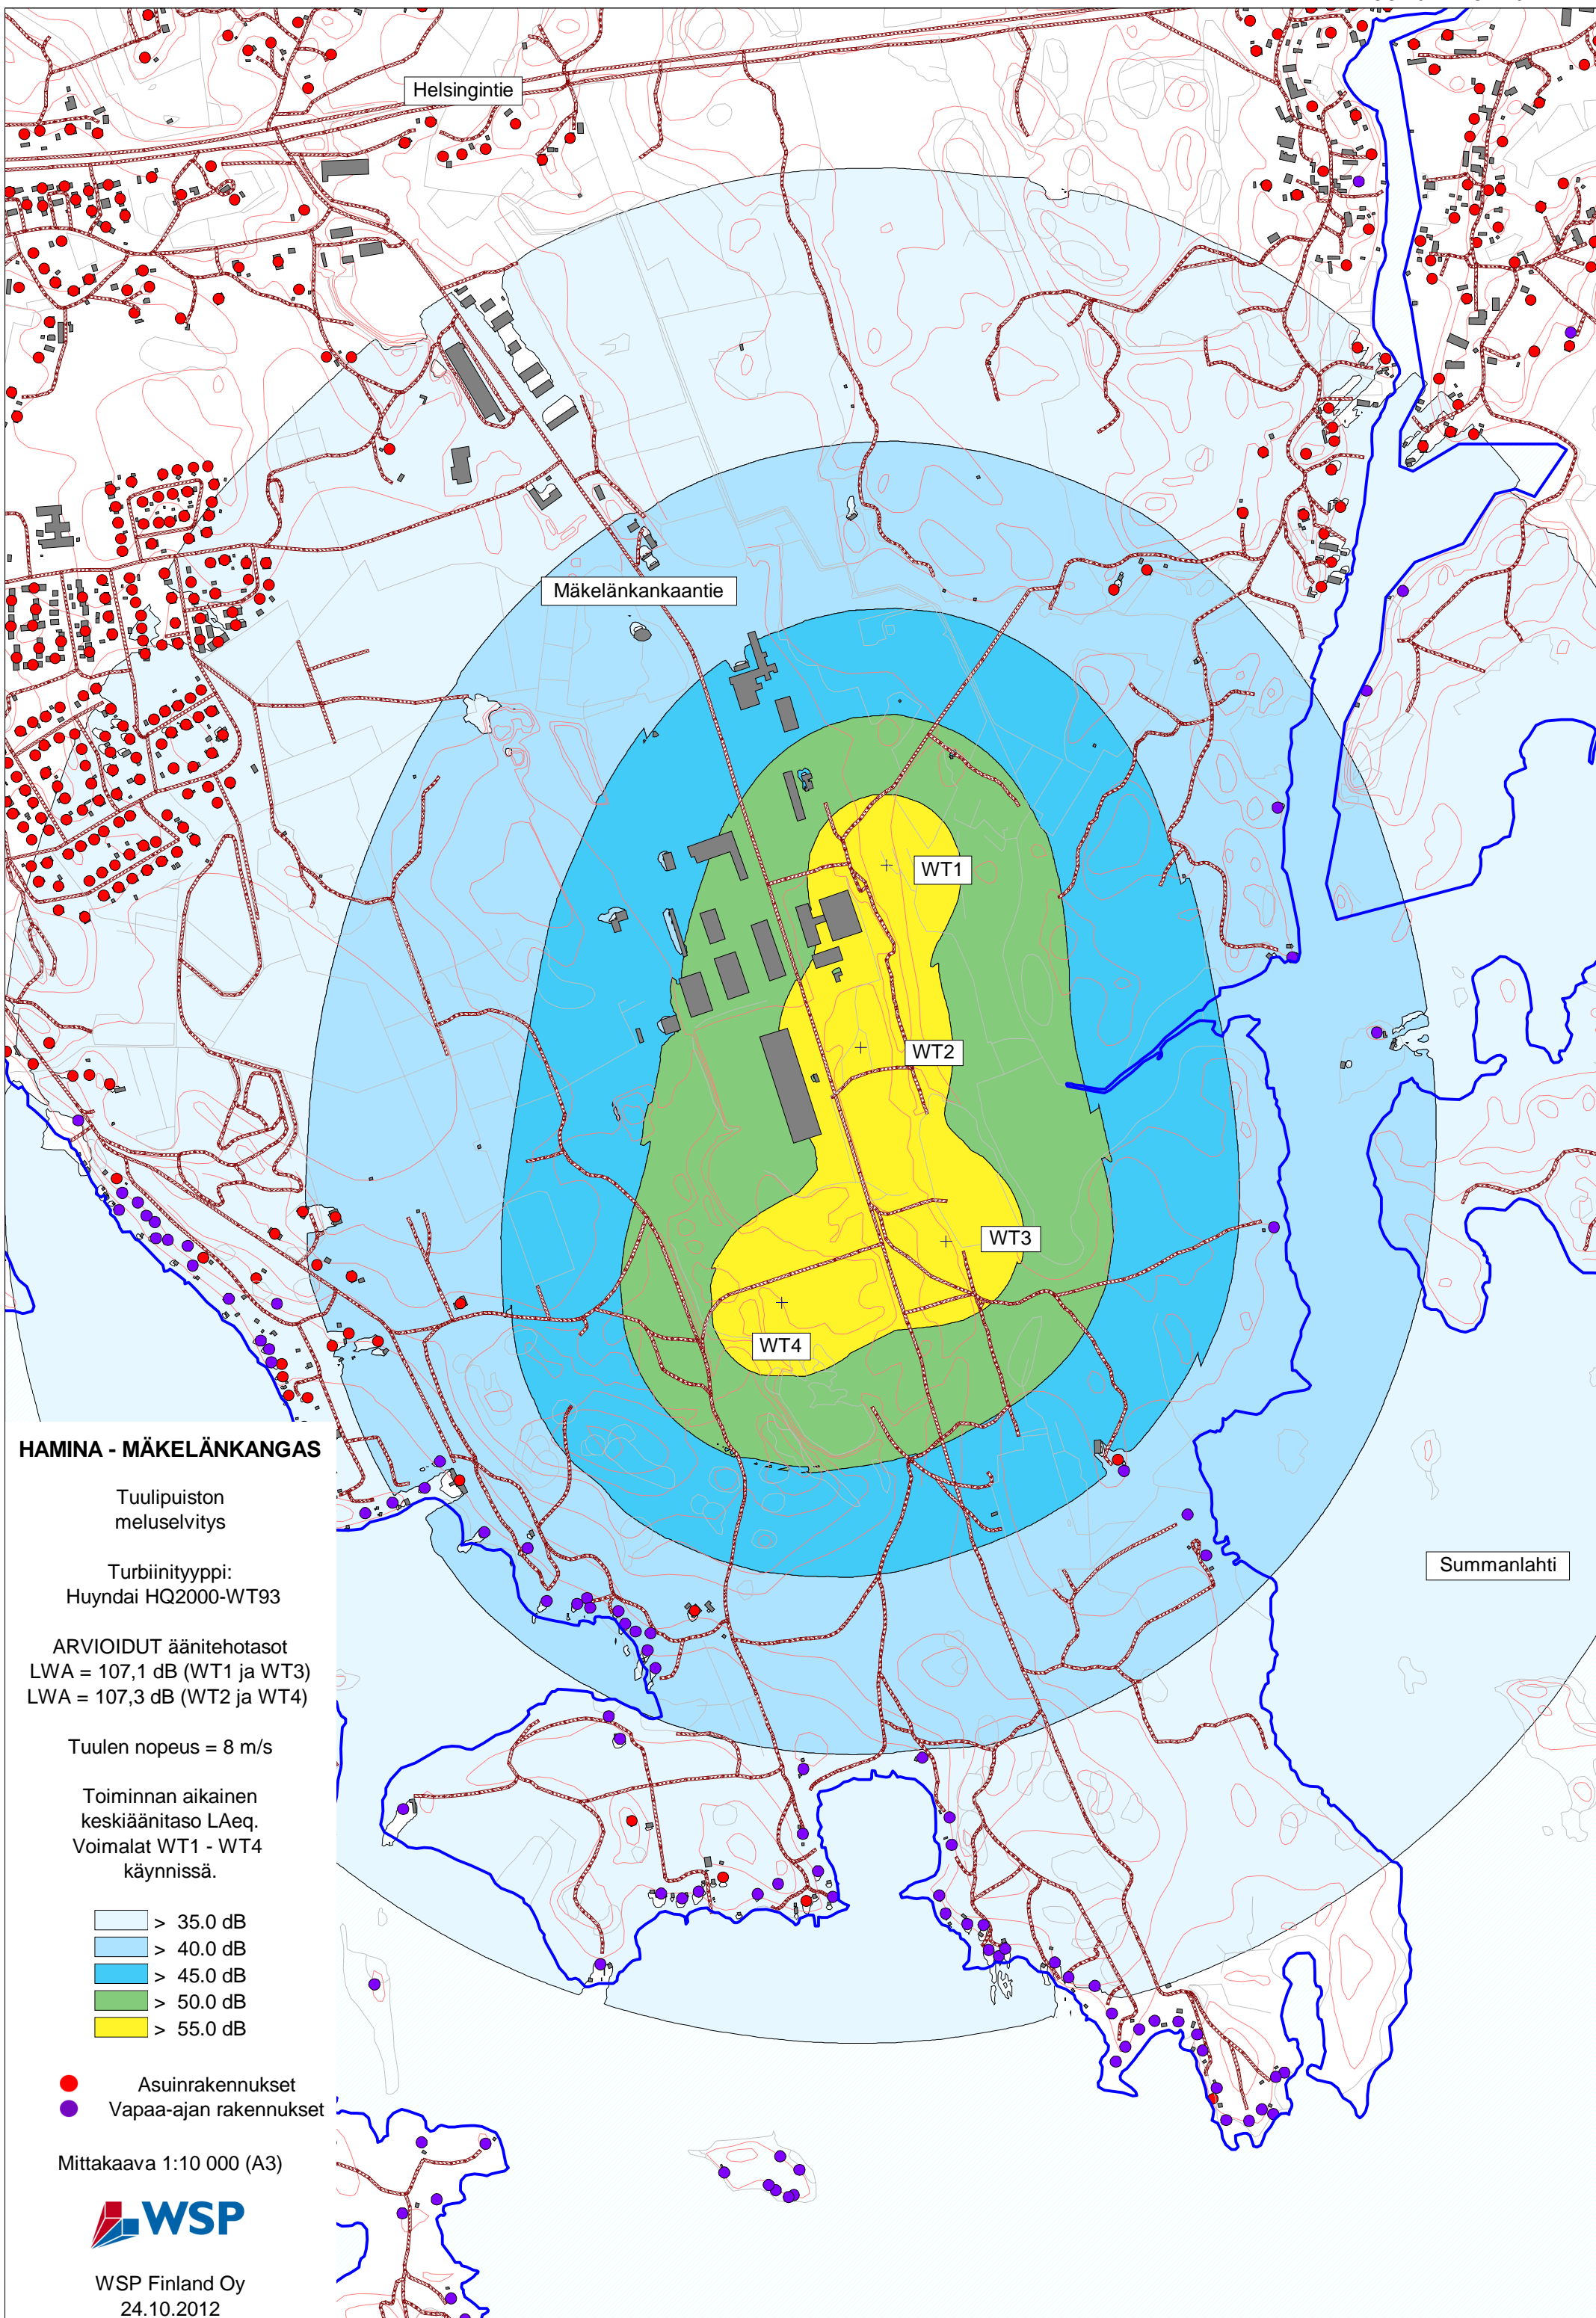 Helsingintie
Mäkelänkankaantie
WT1
WT2
WT3
WT4
Summanlahti
HAMINA - MÄKELÄNKANGAS
Tuulipuiston
meluselvitys
Turbiinityyppi:
Huyndai HQ2000-WT93
ARVIOIDUT äänitehotasot
LWA = 107,1 dB (WT1 ja WT3)
LWA = 107,3 dB (WT2 ja WT4)
Tuulen nopeus = 8 m/s
Toiminnan aikainen
keskiäänitaso LAeq.
Voimalat WT1 - WT4
käynnissä.
> 35.0 dB
> 40.0 dB
> 45.0 dB
> 50.0 dB
> 55.0 dB
Asuinrakennukset
Vapaa-ajan rakennukset
Mittakaava 1:10 000 (A3)
WSP
WSP Finland Oy
24.10.2012